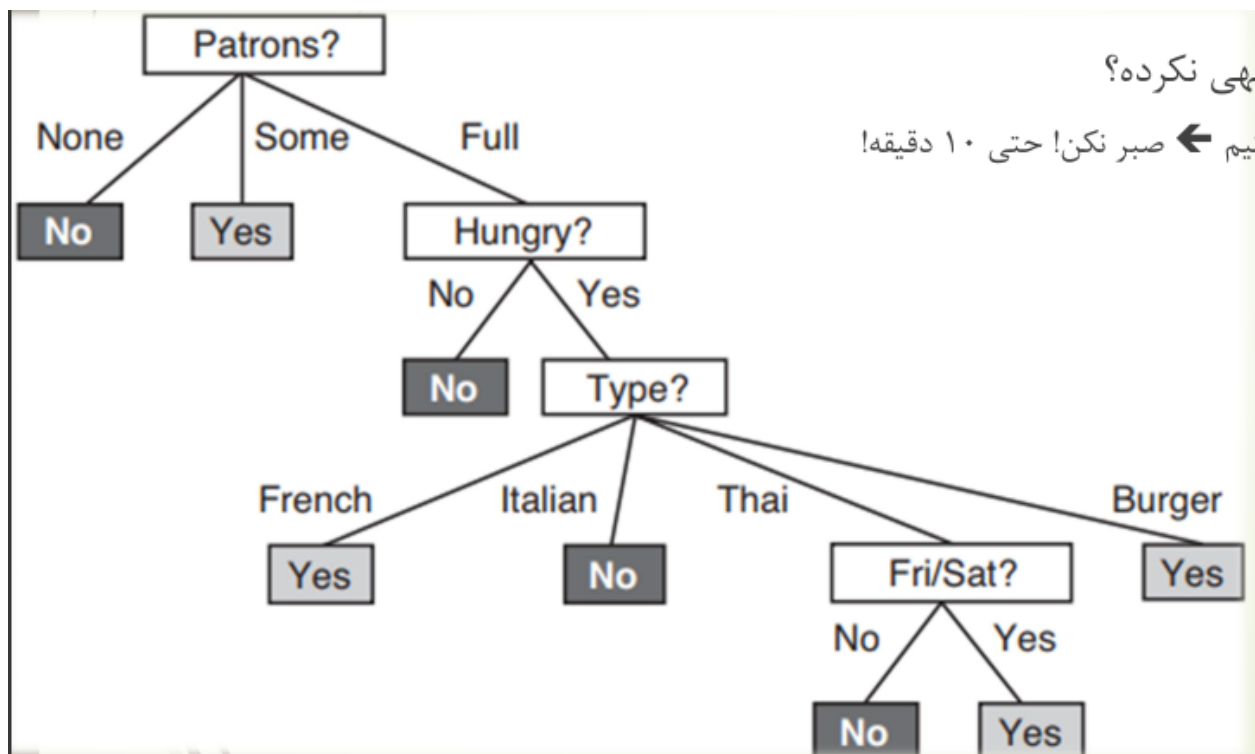 Patrons?
نکرده؟
None Some Full
صبر نکن! حتی ۱۰ دقیقه!
No Yes Hungry?
No Yes
No Type?
French Italian Thai Burger
Yes No Fri/Sat? Yes
No Yes
No Yes